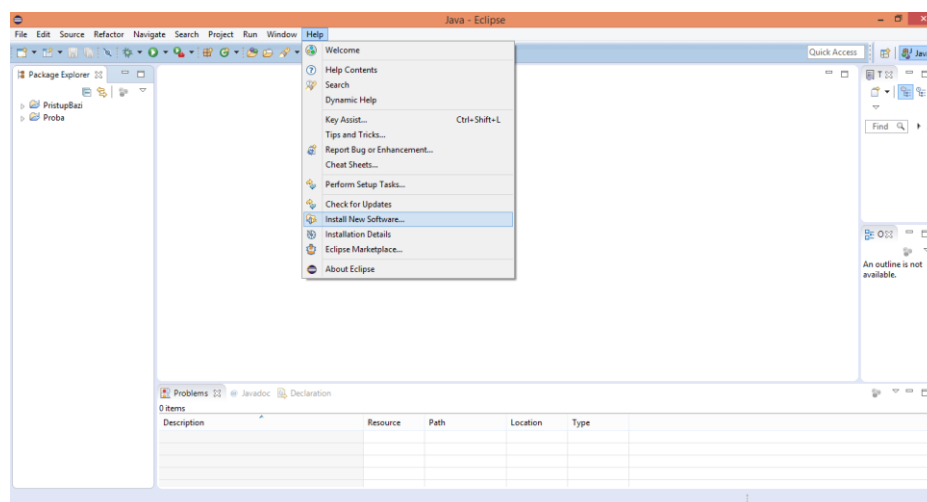 Java - Eclipse
File Edit Source Refactor Navigate Search Project Run Window Help
Quick Access
Package Explorer
PristupBazi
Proba
Welcome
Help Contents
Search
Dynamic Help
Key Assist... Ctrl+Shift+L
Tips and Tricks...
Report Bug or Enhancement...
Cheat Sheets...
Perform Setup Tasks...
Check for Updates
Install New Software...
Installation Details
Eclipse Marketplace...
About Eclipse
T
Find
O
An outline is not
available.
Problems @ Javadoc Declaration
0 items
Description Resource Path Location Type